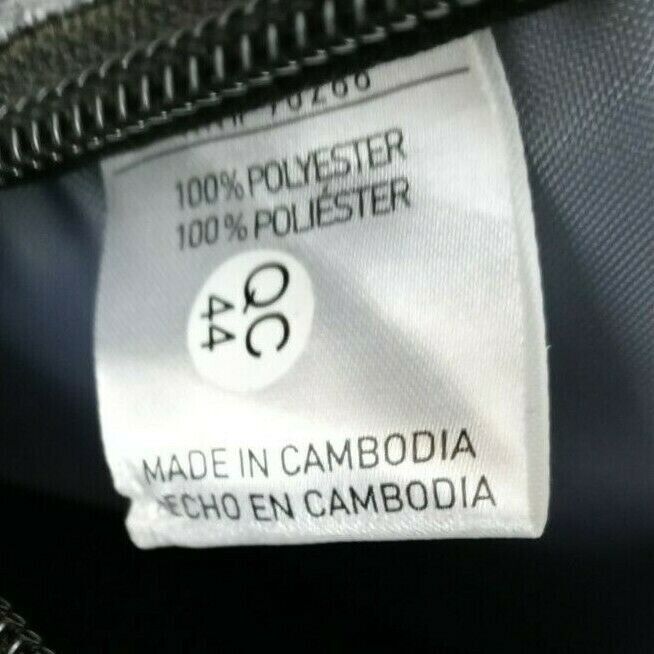 100% POLYESTER
100% POLIÉSTER
QC
44
MADE IN CAMBODIA
HECHO EN CAMBODIA